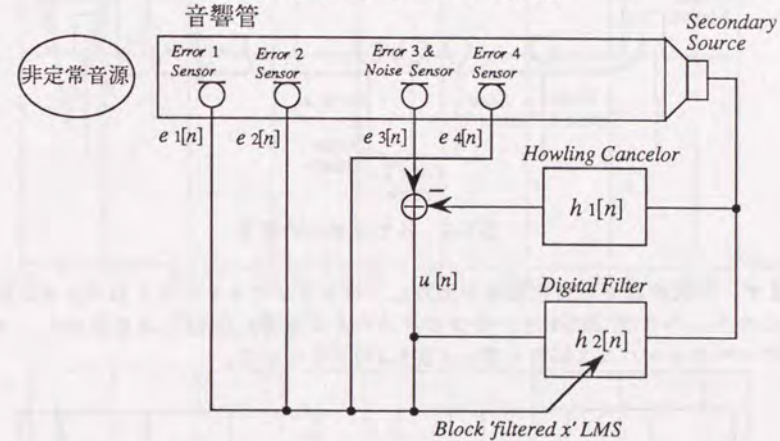 音響管
Secondary
Source
非定常音源
Error 1
Sensor
Error 2
Sensor
Error 3 &
Noise Sensor
Error 4
Sensor
e 1[n]
e 2[n]
e 3[n]
e 4[n]
Howling Cancelor
−
h 1[n]
u [n]
Digital Filter
h 2[n]
Block 'filtered x' LMS